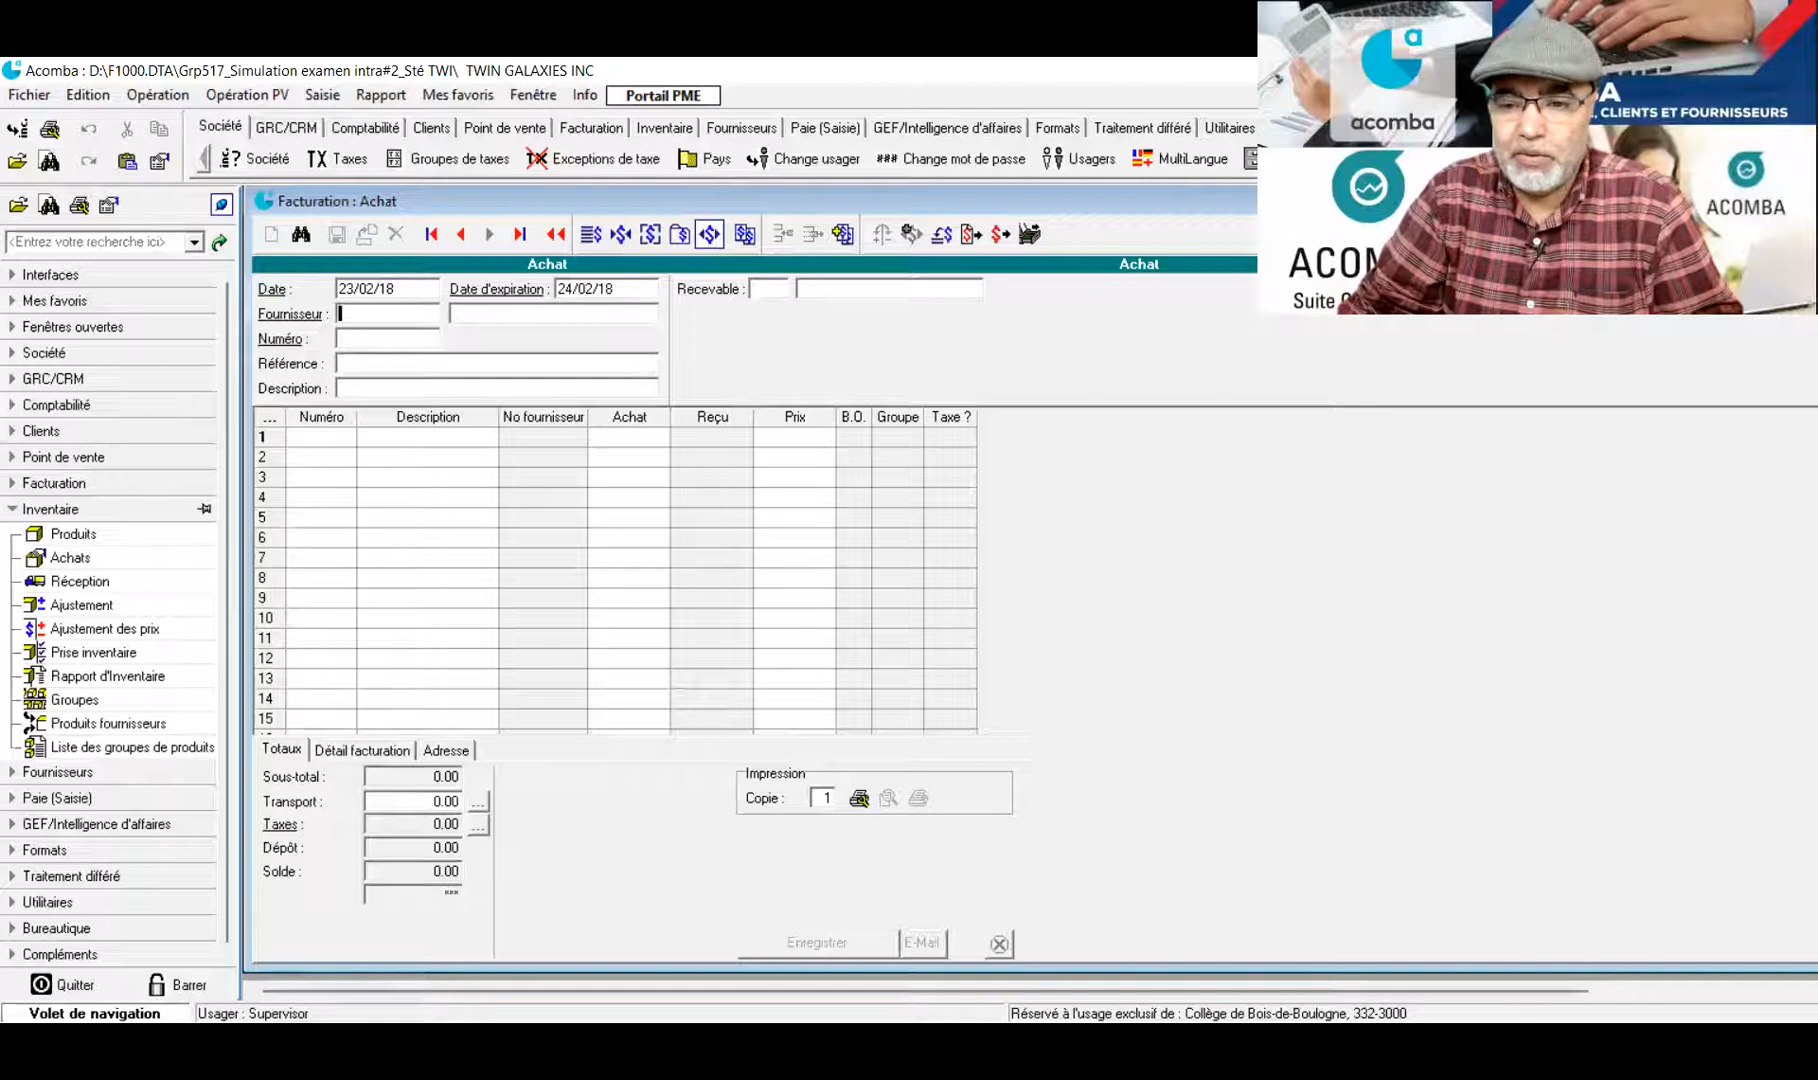 Acomba : D:\F1000.DTA\Grp517_Simulation examen intra#2_Sté TWI\ TWIN GALAXIES INC
Fichier Edition Opération Opération PV Saisie Rapport Mes favoris Fenêtre Info Portail PME
Société GRC/CRM Comptabilité Clients Point de vente Facturation Inventaire Fournisseurs Paie (Saisie) GEF/Intelligence d'affaires Formats Traitement différé Utilitaires
Société TX Taxes Groupes de taxes TX Exceptions de taxe Pays Change usager ### Change mot de passe Usagers MultiLangue
a
acomba
BA
, CLIENTS ET FOURNISSEURS
ACOMBA
ACOM
Suite
<Entrez votre recherche ici>
Interfaces
Mes favoris
Fenêtres ouvertes
Société
GRC/CRM
Comptabilité
Clients
Point de vente
Facturation
Inventaire
Produits
Achats
Réception
Ajustement
Ajustement des prix
Prise inventaire
Rapport d'Inventaire
Groupes
Produits fournisseurs
Liste des groupes de produits
Fournisseurs
Paie (Saisie)
GEF/Intelligence d'affaires
Formats
Traitement différé
Utilitaires
Bureautique
Compléments
Quitter Barrer
Volet de navigation
Facturation : Achat
Achat Achat
Date : 23/02/18 Date d'expiration : 24/02/18 Recevable :
Fournisseur :
Numéro :
Référence :
Description :
... Numéro Description No fournisseur Achat Reçu Prix B.O. Groupe Taxe ?
1
2
3
4
5
6
7
8
9
10
11
12
13
14
15
Totaux Détail facturation Adresse
Sous-total : 0.00
Transport : 0.00 ...
Taxes : 0.00 ...
Dépôt : 0.00
Solde : 0.00
***
Impression
Copie : 1
Enregistrer E-Mail
Usager : Supervisor
Réservé à l'usage exclusif de : Collège de Bois-de-Boulogne, 332-3000